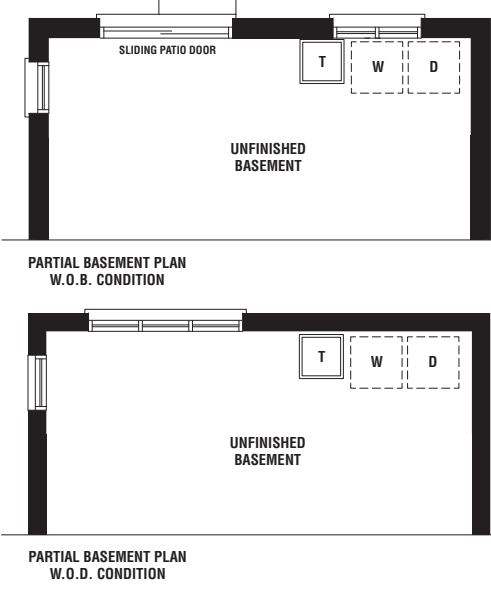 SLIDING PATIO DOOR
T
W
D
UNFINISHED
BASEMENT
PARTIAL BASEMENT PLAN
W.O.B. CONDITION
T
W
D
UNFINISHED
BASEMENT
PARTIAL BASEMENT PLAN
W.O.D. CONDITION